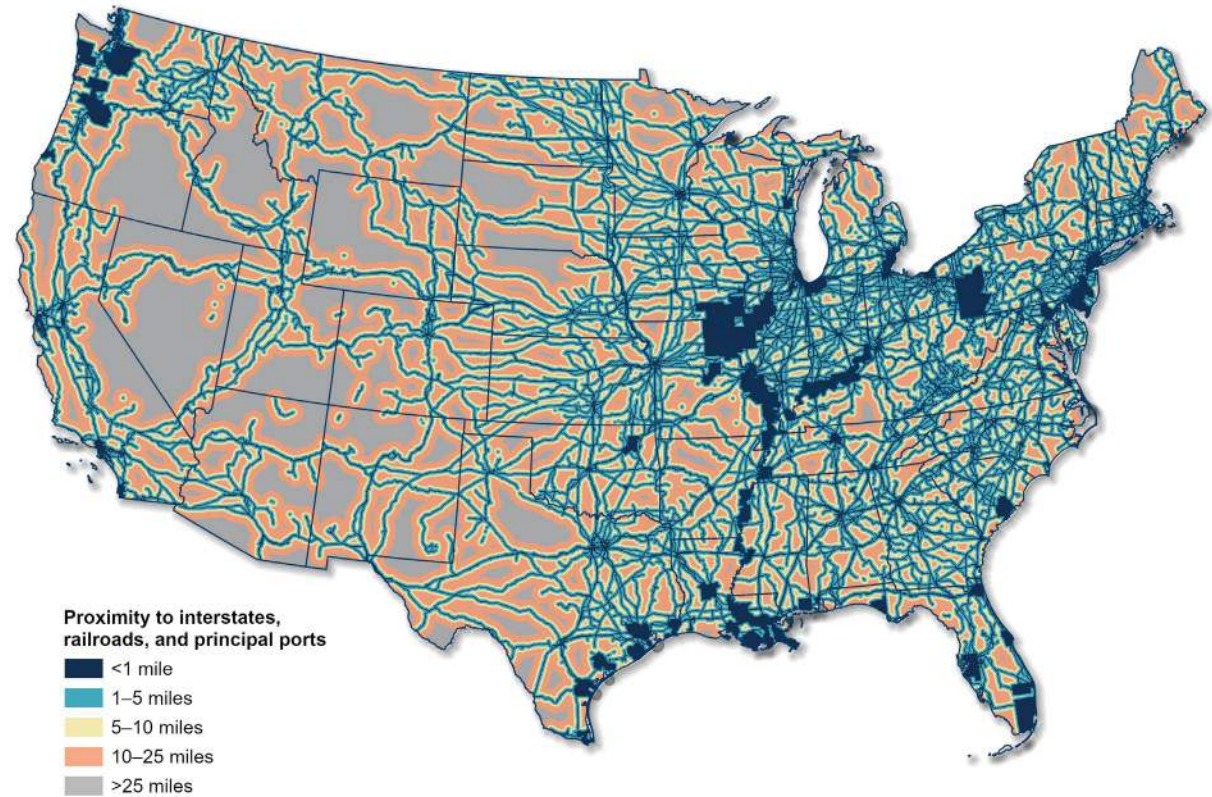 Proximity to interstates,
railroads, and principal ports
<1 mile
1–5 miles
5–10 miles
10–25 miles
>25 miles